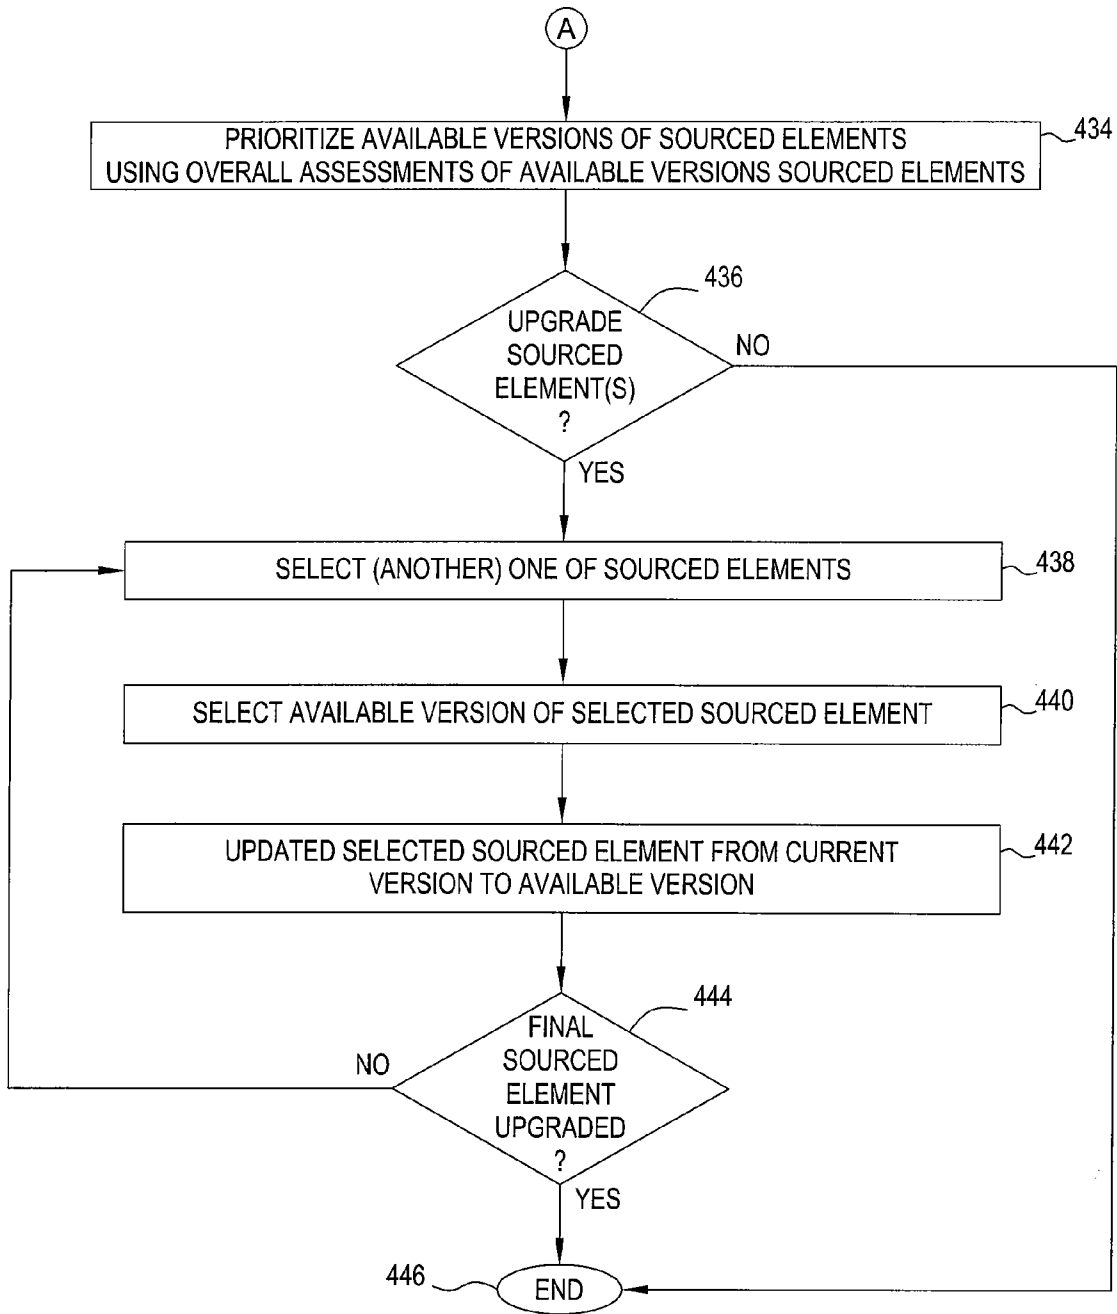 A
PRIORITIZE AVAILABLE VERSIONS OF SOURCED ELEMENTS
USING OVERALL ASSESSMENTS OF AVAILABLE VERSIONS SOURCED ELEMENTS
434
436
UPGRADE
SOURCED
ELEMENT(S)
?
NO
YES
SELECT (ANOTHER) ONE OF SOURCED ELEMENTS
438
SELECT AVAILABLE VERSION OF SELECTED SOURCED ELEMENT
440
UPDATED SELECTED SOURCED ELEMENT FROM CURRENT
VERSION TO AVAILABLE VERSION
442
444
FINAL
SOURCED
ELEMENT
UPGRADED
?
NO
YES
446
END